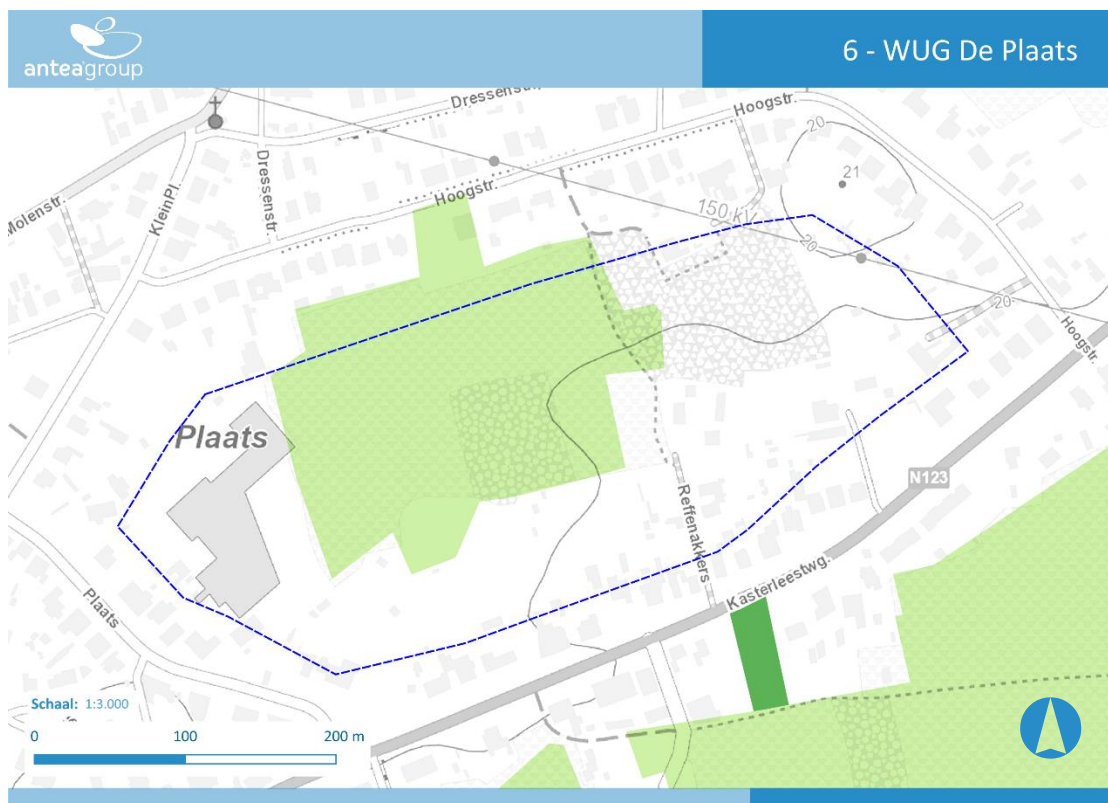 anteagroup
6 - WUG De Plaats
Dressenstr.
Hoogstr.
Molenstr.
KleinPl.
Dressenstr.
Hoogstr.
20
21
150 kV
20
20
Hoogstr.
Plaats
N123
Reffenakkers
Kasterleestwg.
Plaats
Schaal: 1:3.000
0 100 200 m